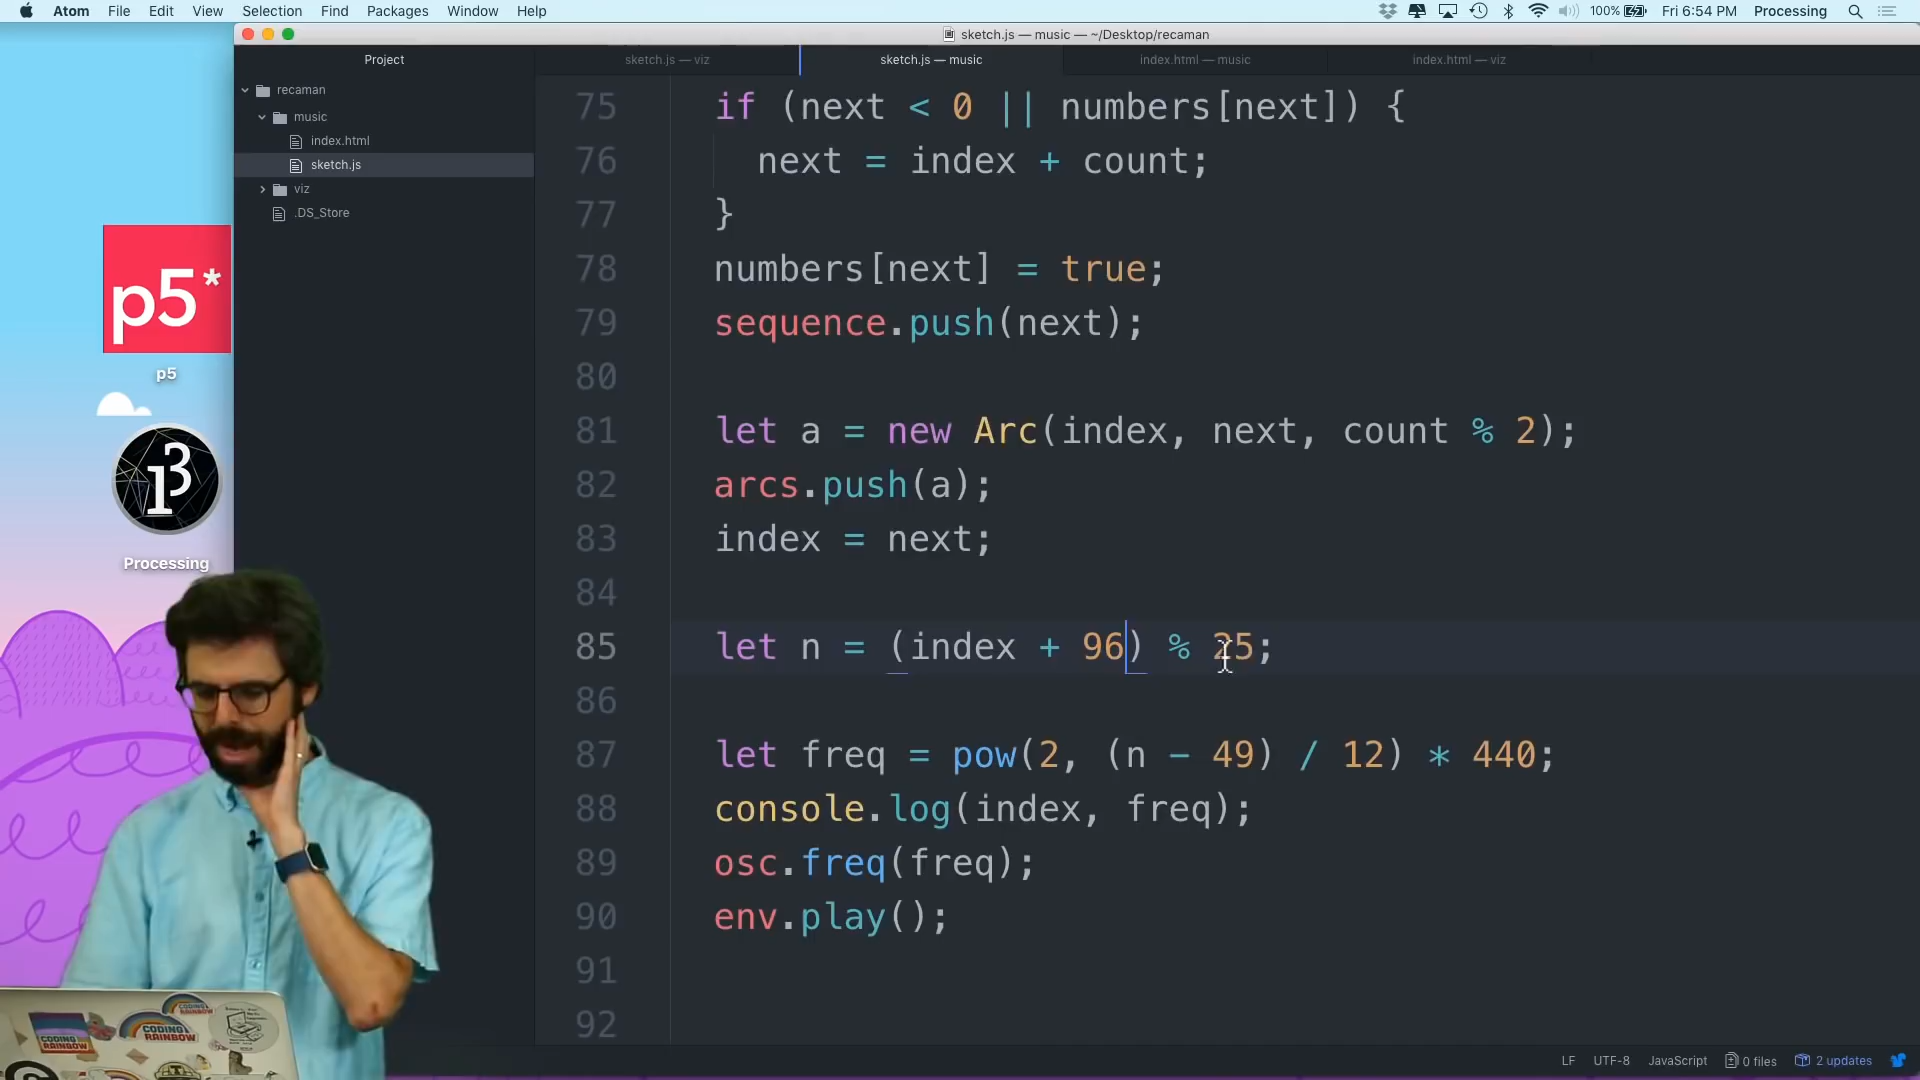 Atom File Edit View Selection Find Packages Window Help
100% Fri 6:54 PM Processing
sketch.js — music — ~/Desktop/recaman
Project
sketch.js — viz
sketch.js — music
index.html — music
index.html — viz
recaman
music
index.html
sketch.js
viz
.DS_Store
p5*
p5
Processing
75 if (next < 0 || numbers[next]) {
76 next = index + count;
77 }
78 numbers[next] = true;
79 sequence.push(next);
80
81 let a = new Arc(index, next, count % 2);
82 arcs.push(a);
83 index = next;
84
85 let n = (index + 96) % 25;
86
87 let freq = pow(2, (n - 49) / 12) * 440;
88 console.log(index, freq);
89 osc.freq(freq);
90 env.play();
91
92
CODING
RAINBOW
CODING
RAINBOW
LF UTF-8 JavaScript 0 files 2 updates